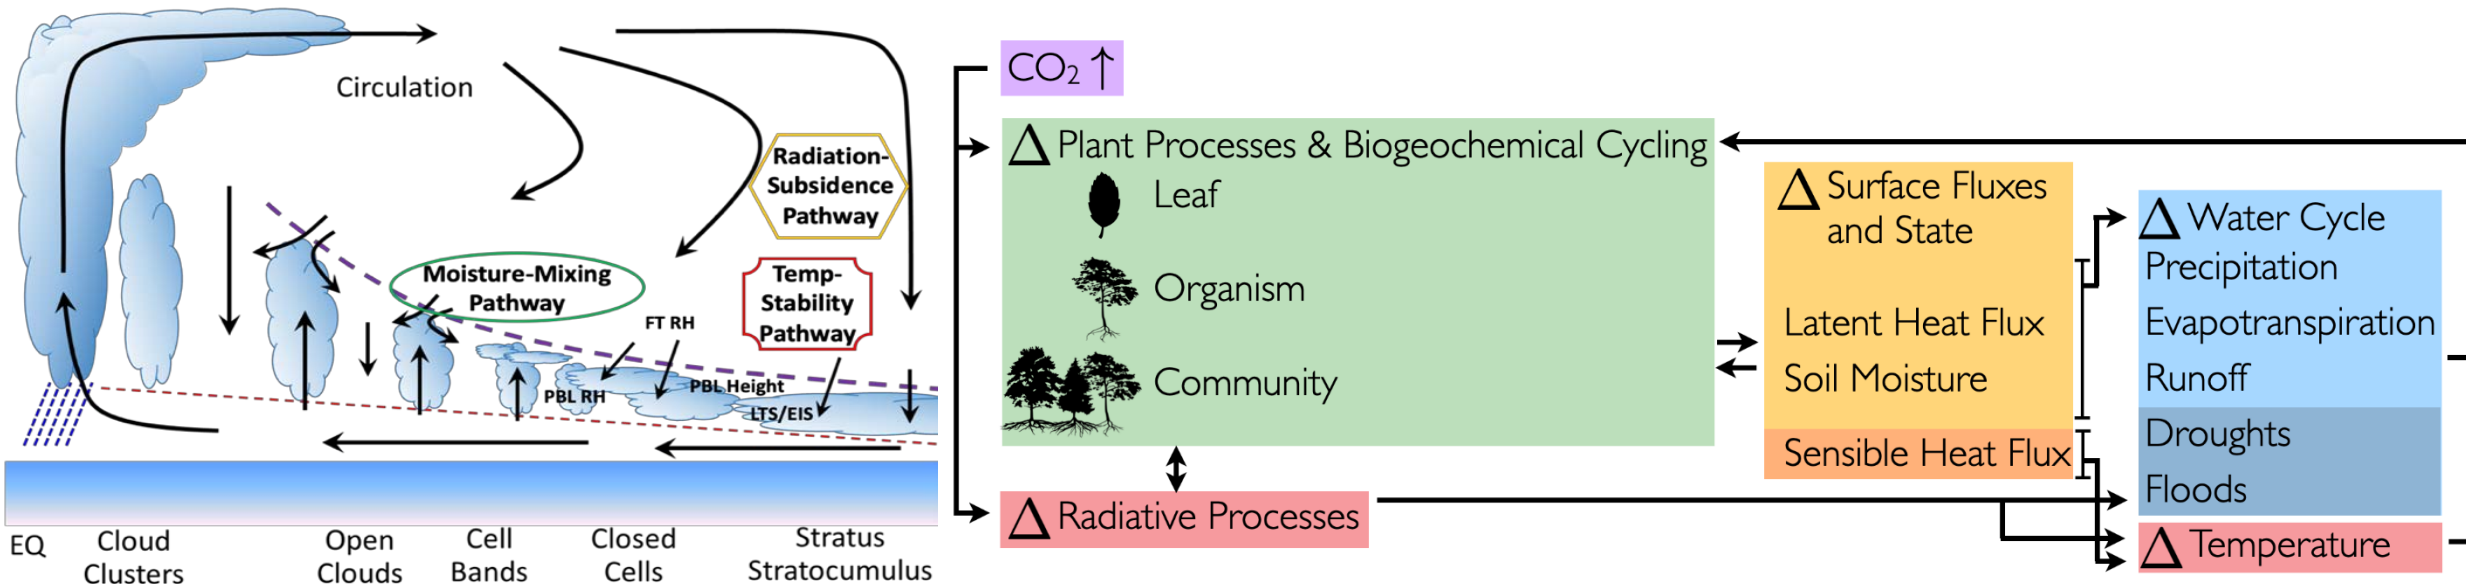 Circulation
Radiation-
Subsidence
Pathway
Moisture-Mixing
Pathway
Temp-
Stability
Pathway
FT RH
PBL RH
PBL Height
LTS/EIS
EQ
Cloud
Clusters
Open
Clouds
Cell
Bands
Closed
Cells
Stratus
Stratocumulus
CO₂ ↑
Δ Plant Processes & Biogeochemical Cycling
Leaf
Organism
Community
Δ Radiative Processes
Δ Surface Fluxes
and State
Latent Heat Flux
Soil Moisture
Sensible Heat Flux
Δ Water Cycle
Precipitation
Evapotranspiration
Runoff
Droughts
Floods
Δ Temperature